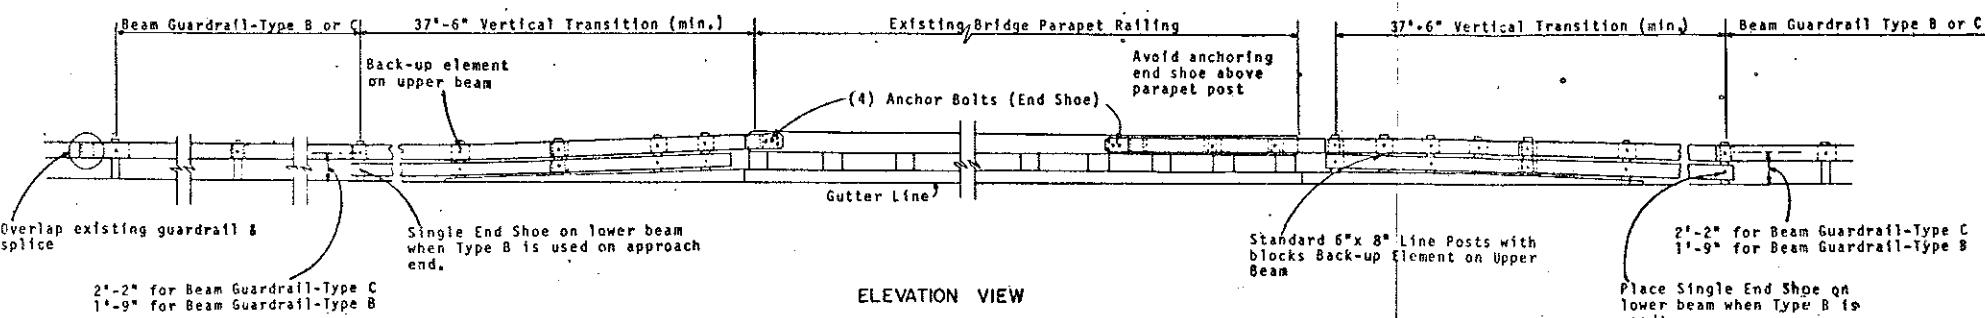 Beam Guardrail-Type B or C
37'-6" Vertical Transition (min.)
Existing Bridge Parapet Railing
37'-6" Vertical Transition (min.)
Beam Guardrail Type B or C
Back-up element
on upper beam
Avoid anchoring
end shoe above
parapet post
(4) Anchor Bolts (End Shoe)
Gutter Line
Overlap existing guardrail &
splice
Single End Shoe on lower beam
when Type B is used on approach
end.
2'-2" for Beam Guardrail-Type C
1'-9" for Beam Guardrail-Type B
Standard 6"x 8" Line Posts with
blocks Back-up Element on Upper
Beam
2'-2" for Beam Guardrail-Type C
1'-9" for Beam Guardrail-Type B
Place Single End Shoe on
lower beam when Type B is
ELEVATION VIEW